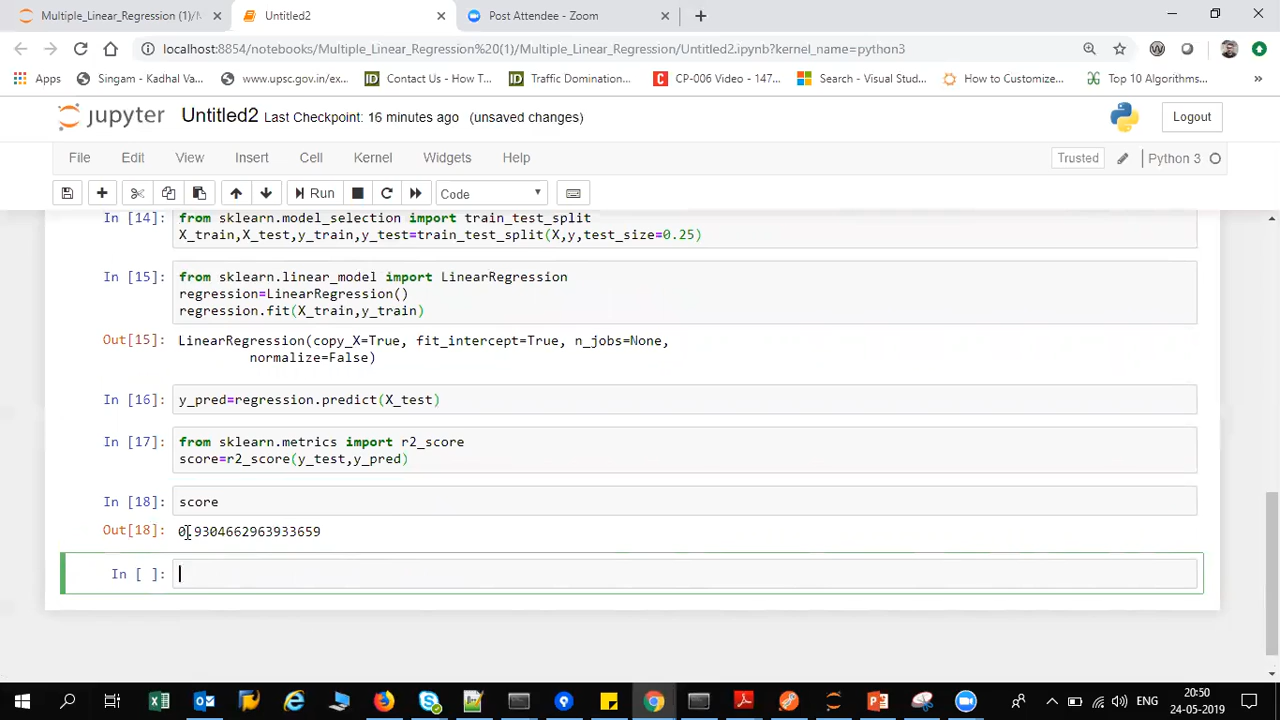 Multiple_Linear_Regression (1)/M
Untitled2
Post Attendee - Zoom
localhost:8854/notebooks/Multiple_Linear_Regression%20(1)/Multiple_Linear_Regression/Untitled2.ipynb?kernel_name=python3
Apps
Singam - Kadhal Va...
www.upsc.gov.in/ex...
Contact Us - How T...
Traffic Domination...
CP-006 Video - 147...
Search - Visual Stud...
How to Customize...
Top 10 Algorithms...
jupyter Untitled2 Last Checkpoint: 16 minutes ago (unsaved changes)
Logout
File Edit View Insert Cell Kernel Widgets Help
Trusted
Python 3
Run
Code
In [14]: from sklearn.model_selection import train_test_split
X_train,X_test,y_train,y_test=train_test_split(X,y,test_size=0.25)
In [15]: from sklearn.linear_model import LinearRegression
regression=LinearRegression()
regression.fit(X_train,y_train)
Out[15]: LinearRegression(copy_X=True, fit_intercept=True, n_jobs=None,
normalize=False)
In [16]: y_pred=regression.predict(X_test)
In [17]: from sklearn.metrics import r2_score
score=r2_score(y_test,y_pred)
In [18]: score
Out[18]: 0.9304662963933659
In [ ]:
ENG
20:50
24-05-2019